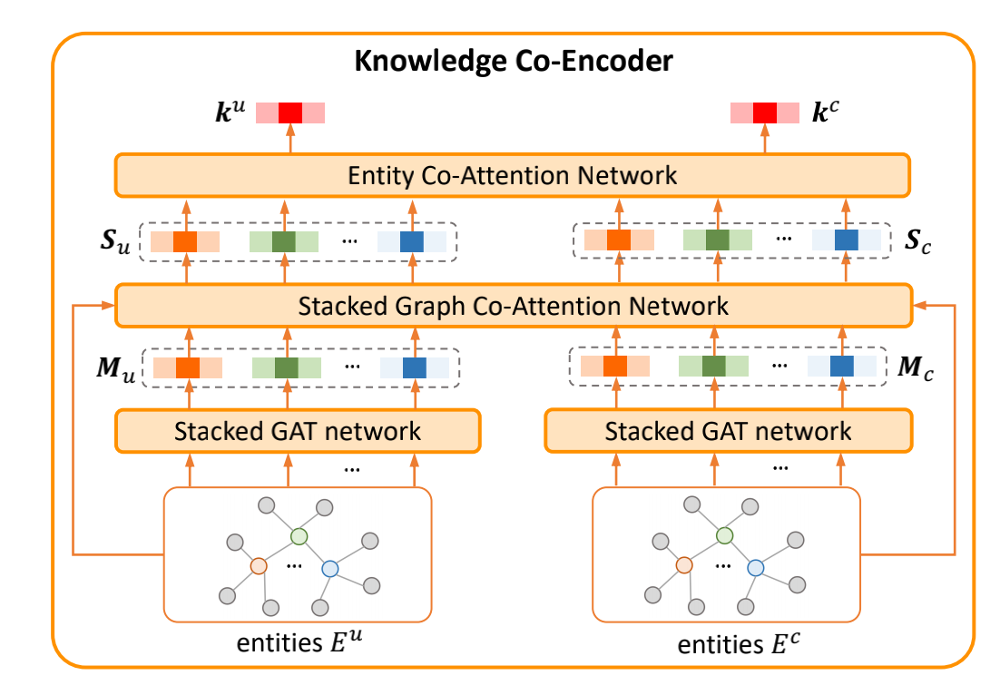 Knowledge Co-Encoder
k^u
k^c
Entity Co-Attention Network
S_u
...
...
S_c
Stacked Graph Co-Attention Network
M_u
...
...
M_c
Stacked GAT network
Stacked GAT network
...
...
...
...
entities E^u
entities E^c